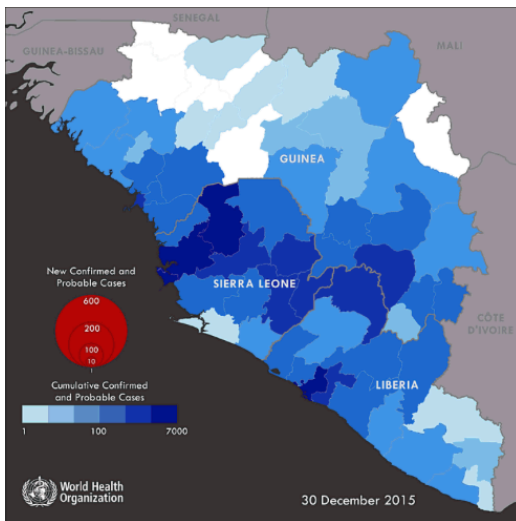 SENEGAL
GUINEA-BISSAU
MALI
GUINEA
SIERRA LEONE
CÔTE
D'IVOIRE
LIBERIA
New Confirmed and
Probable Cases
600
200
100
10
1
Cumulative Confirmed
and Probable Cases
1 100 7000
World Health
Organization
30 December 2015